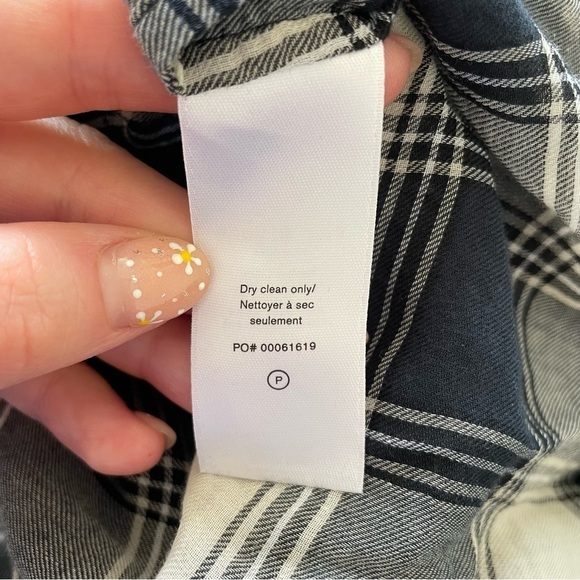 Dry clean only/
Nettoyer à sec
seulement
PO# 00061619
P